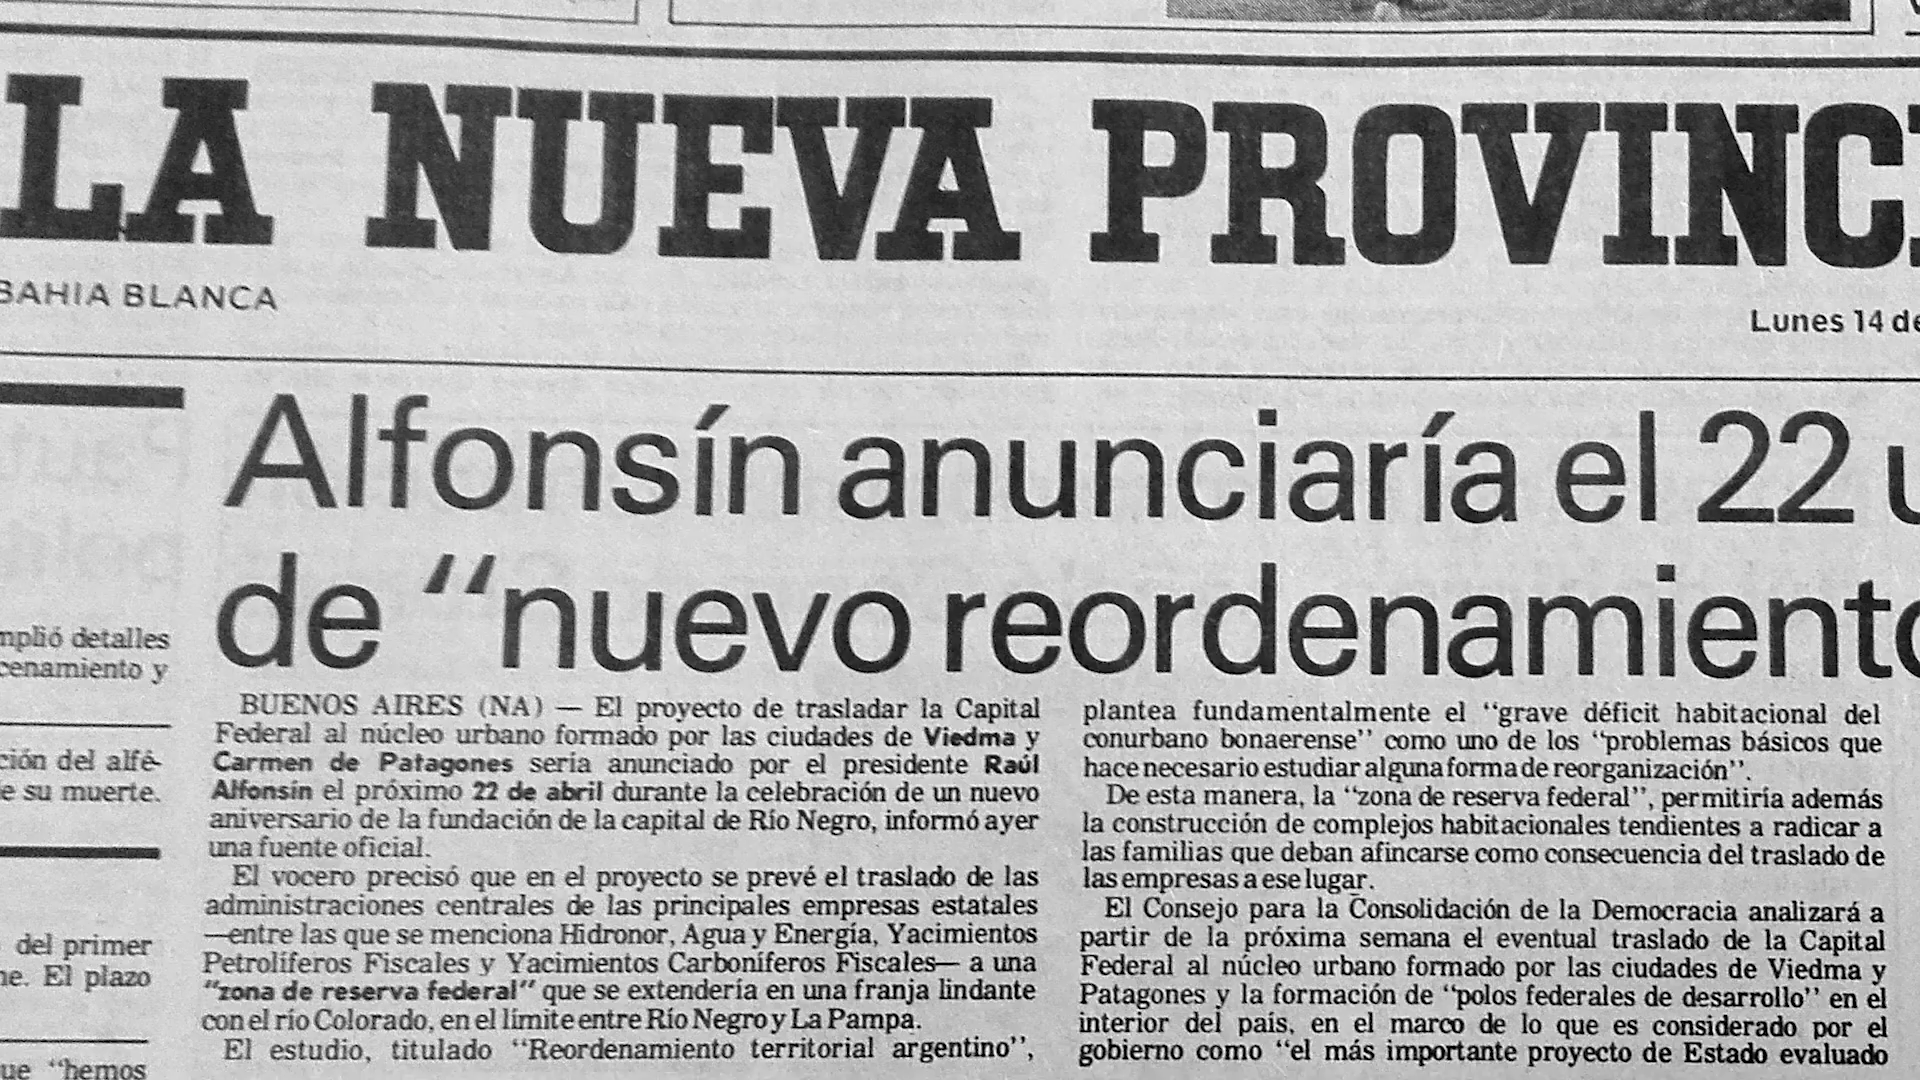 LA NUEVA PROVINC
BAHIA BLANCA
Lunes 14 de
Alfonsín anunciaría el 22 u
de “nuevo reordenamiento
mplió detalles
cenamiento y
ción del alfé-
e su muerte.
del primer
ne. El plazo
ue “hemos
BUENOS AIRES (NA) — El proyecto de trasladar la Capital
Federal al núcleo urbano formado por las ciudades de Viedma y
Carmen de Patagones sería anunciado por el presidente Raúl
Alfonsín el próximo 22 de abril durante la celebración de un nuevo
aniversario de la fundación de la capital de Río Negro, informó ayer
una fuente oficial.
El vocero precisó que en el proyecto se prevé el traslado de las
administraciones centrales de las principales empresas estatales
—entre las que se menciona Hidronor, Agua y Energía, Yacimientos
Petrolíferos Fiscales y Yacimientos Carboníferos Fiscales— a una
“zona de reserva federal” que se extendería en una franja lindante
con el río Colorado, en el límite entre Río Negro y La Pampa.
El estudio, titulado “Reordenamiento territorial argentino”,
plantea fundamentalmente el “grave déficit habitacional del
conurbano bonaerense” como uno de los “problemas básicos que
hace necesario estudiar alguna forma de reorganización”.
De esta manera, la “zona de reserva federal”, permitiría además
la construcción de complejos habitacionales tendientes a radicar a
las familias que deban afincarse como consecuencia del traslado de
las empresas a ese lugar.
El Consejo para la Consolidación de la Democracia analizará a
partir de la próxima semana el eventual traslado de la Capital
Federal al núcleo urbano formado por las ciudades de Viedma y
Patagones y la formación de “polos federales de desarrollo” en el
interior del país, en el marco de lo que es considerado por el
gobierno como “el más importante proyecto de Estado evaluado